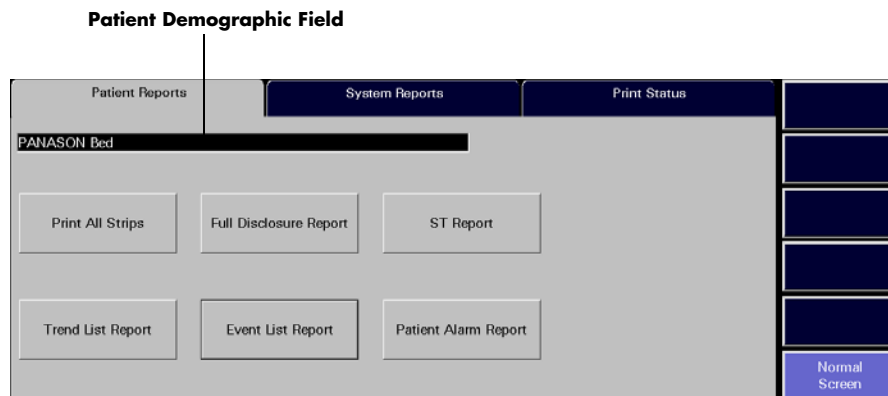 Patient Demographic Field
Patient Reports
System Reports
Print Status
PANASON Bed
Print All Strips
Full Disclosure Report
ST Report
Trend List Report
Event List Report
Patient Alarm Report
Normal
Screen